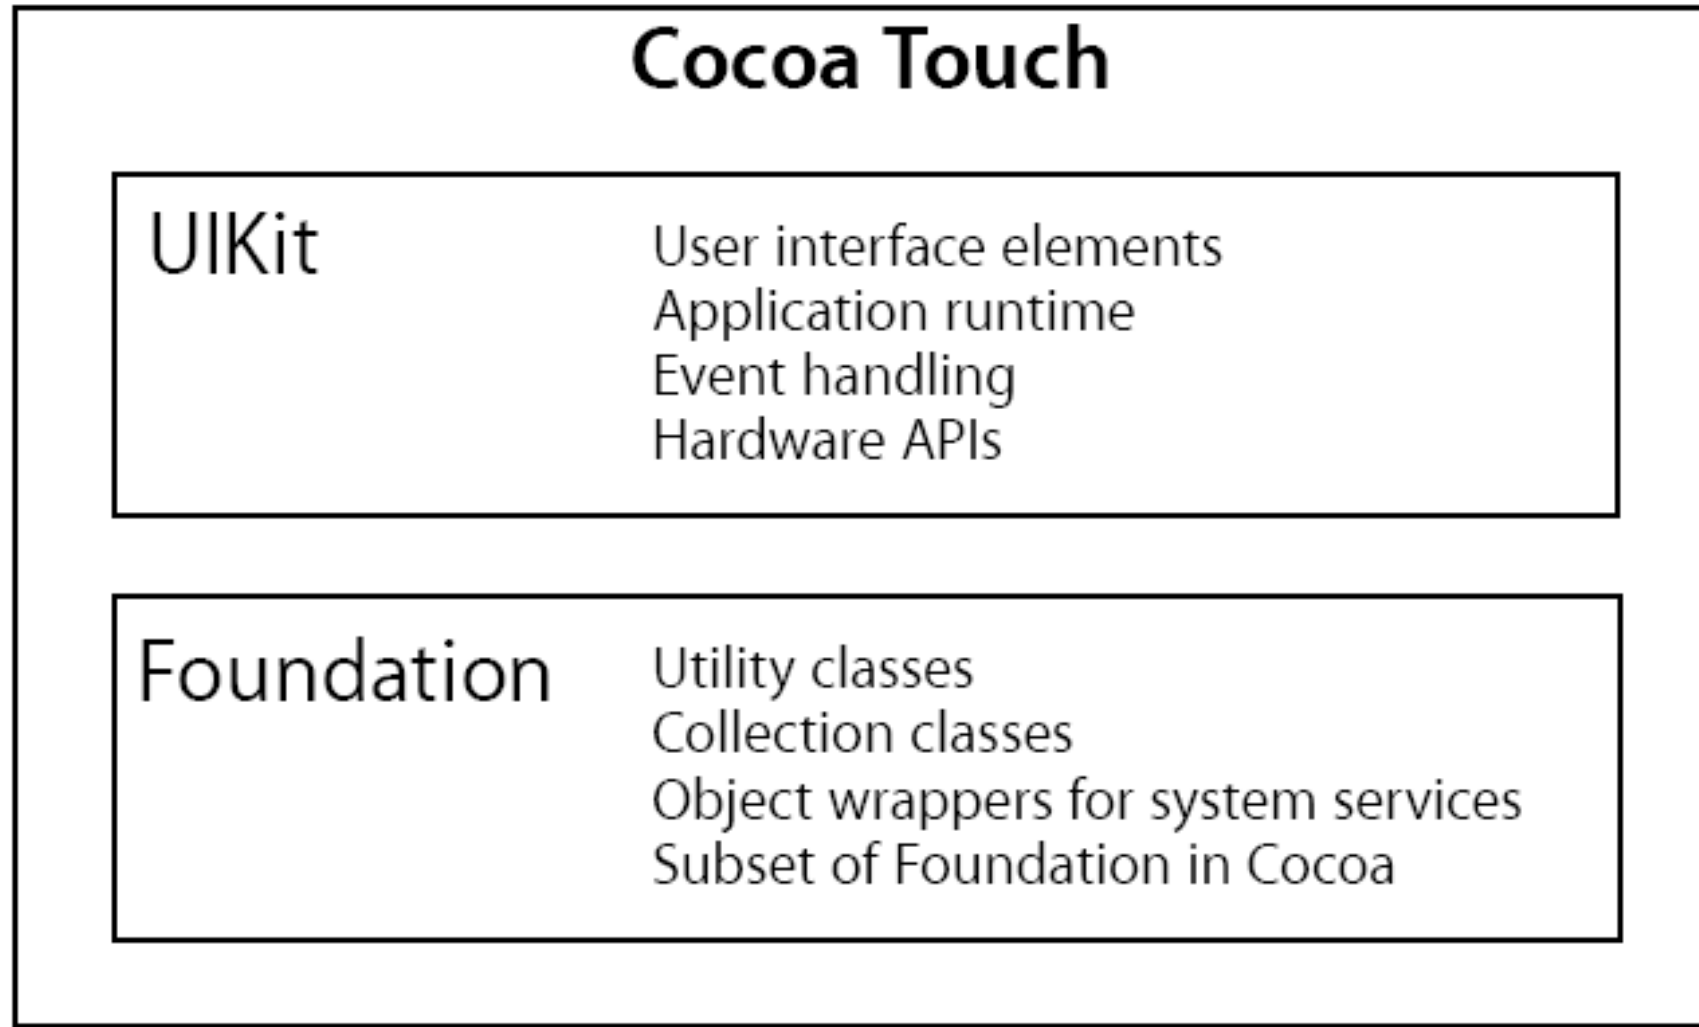 Cocoa Touch
UIKit
User interface elements
Application runtime
Event handling
Hardware APIs
Foundation
Utility classes
Collection classes
Object wrappers for system services
Subset of Foundation in Cocoa